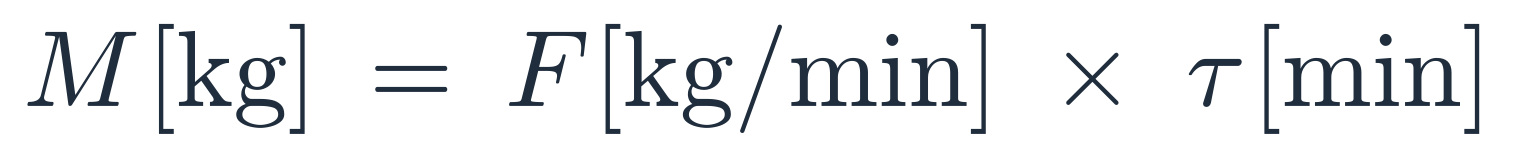 M[kg] = F[kg/min] × τ[min]